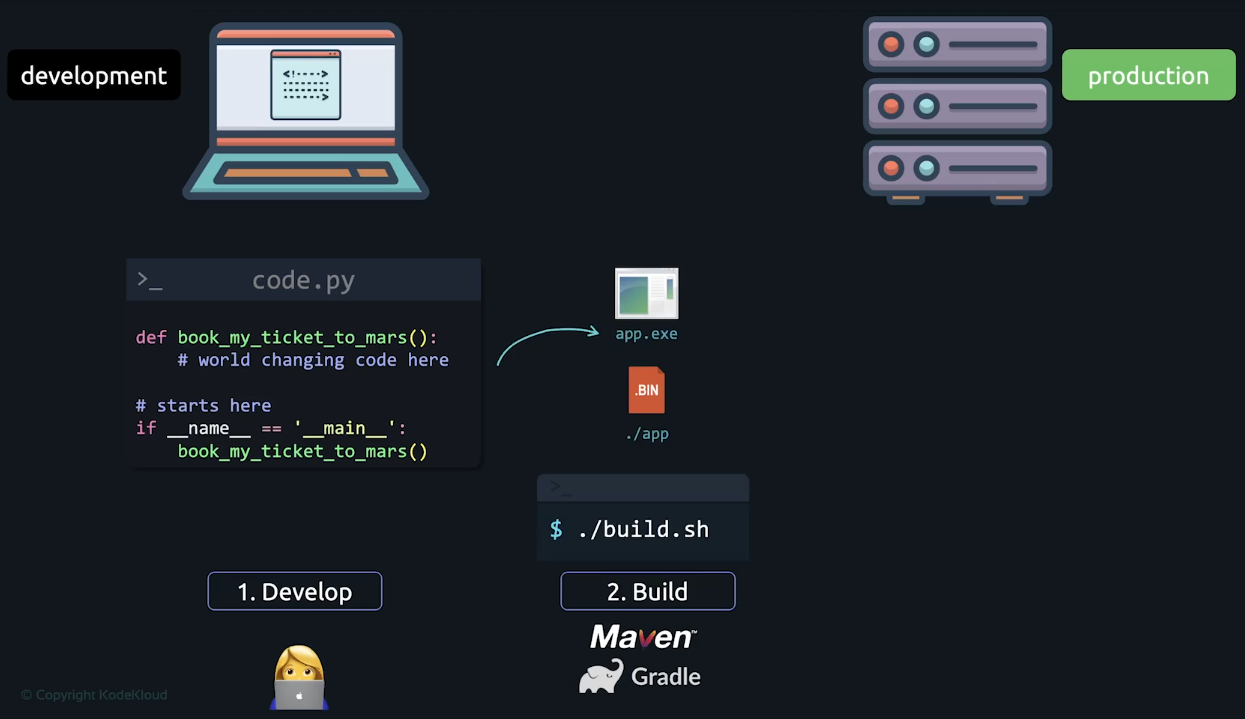 development
production
<!---->
---->
>_ code.py
def book_my_ticket_to_mars():
    # world changing code here
# starts here
if __name__ == '__main__':
    book_my_ticket_to_mars()
app.exe
.BIN
./app
>_
$ ./build.sh
1. Develop
2. Build
Maven™
Gradle
© Copyright KodeKloud